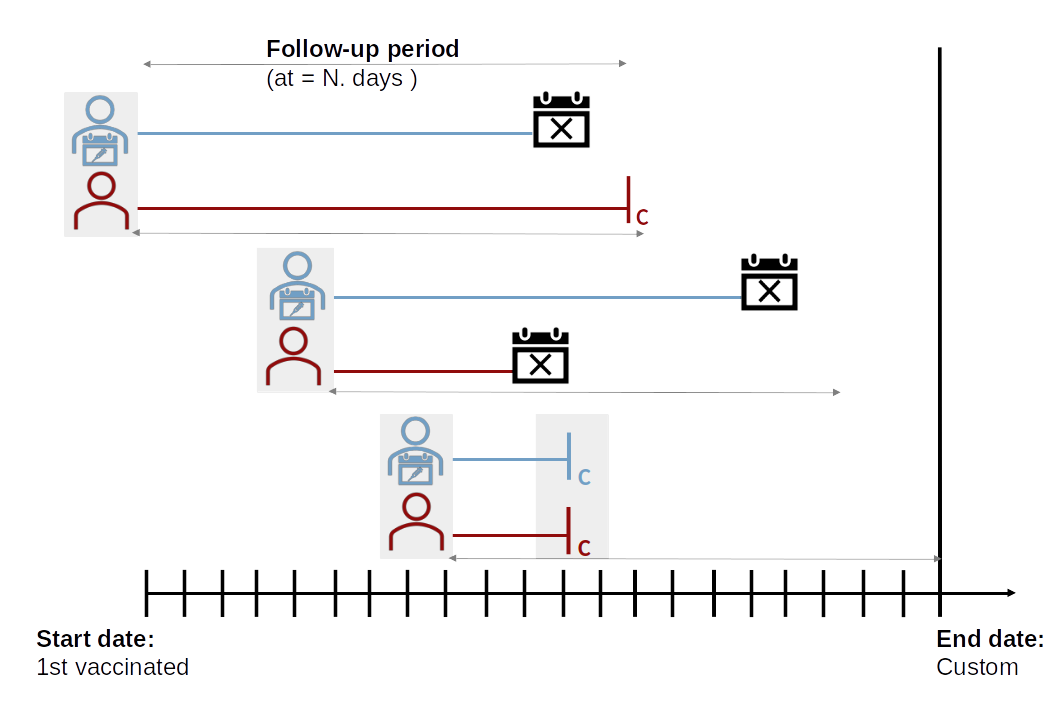 Follow-up period
(at = N. days )
C
C
C
Start date:
1st vaccinated
End date:
Custom